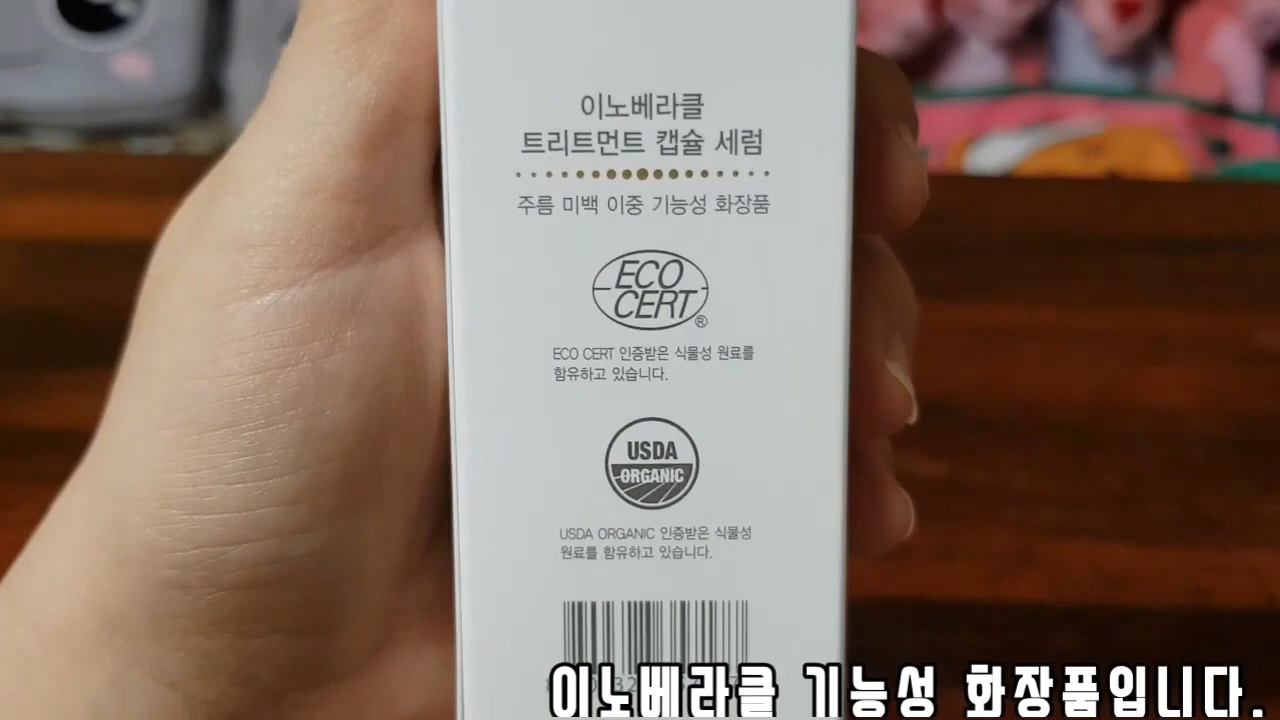 이노베라클
트리트먼트 캡슐 세럼
주름 미백 이중 기능성 화장품
ECO
CERT
®
ECO CERT 인증받은 식물성 원료를
함유하고 있습니다.
USDA
ORGANIC
USDA ORGANIC 인증받은 식물성
원료를 함유하고 있습니다.
이노베라클 기능성 화장품입니다.